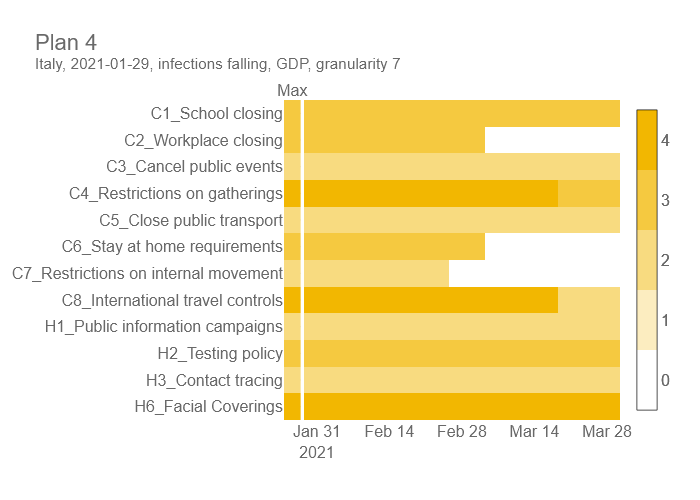 Plan 4
Italy, 2021-01-29, infections falling, GDP, granularity 7
Max
C1_School closing
C2_Workplace closing
C3_Cancel public events
C4_Restrictions on gatherings
C5_Close public transport
C6_Stay at home requirements
C7_Restrictions on internal movement
C8_International travel controls
H1_Public information campaigns
H2_Testing policy
H3_Contact tracing
H6_Facial Coverings
4
3
2
1
0
Jan 31 Feb 14 Feb 28 Mar 14 Mar 28
2021